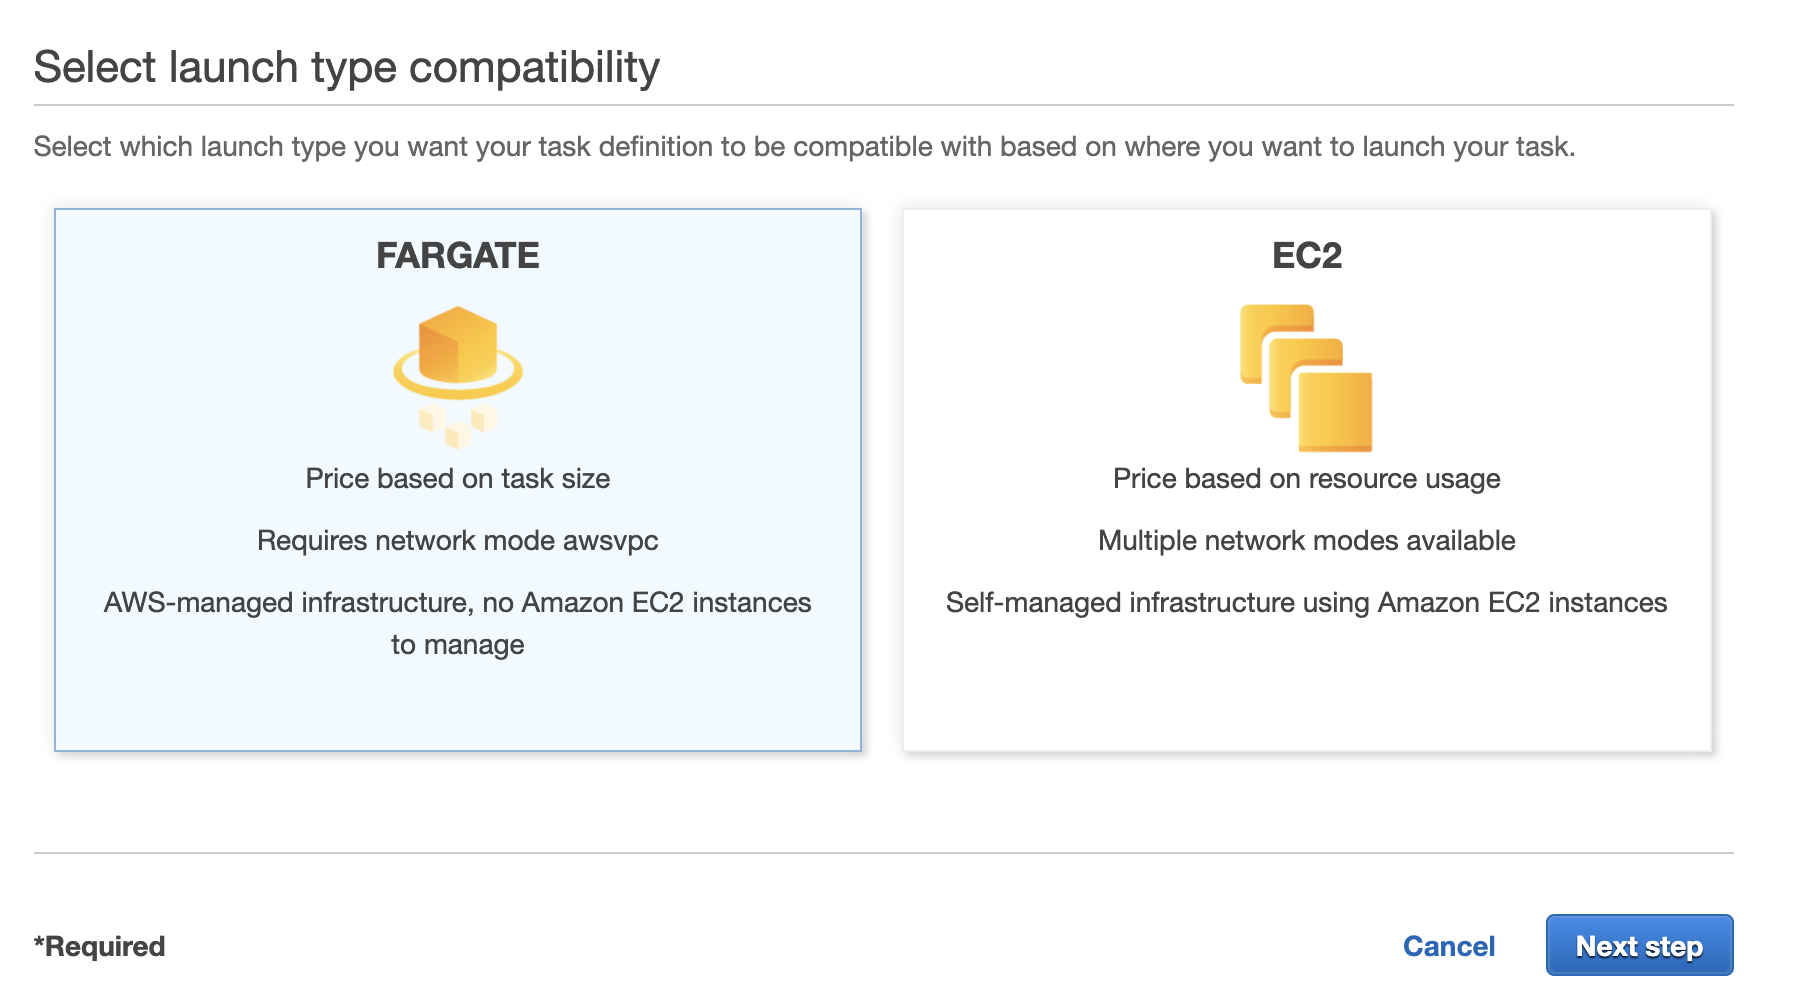 Select launch type compatibility
Select which launch type you want your task definition to be compatible with based on where you want to launch your task.
FARGATE
Price based on task size
Requires network mode awsvpc
AWS-managed infrastructure, no Amazon EC2 instances
to manage
EC2
Price based on resource usage
Multiple network modes available
Self-managed infrastructure using Amazon EC2 instances
*Required
Cancel
Next step